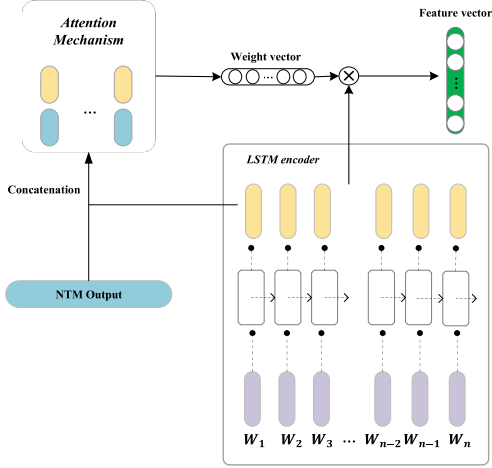 Attention
Mechanism
...
Weight vector
...
Feature vector
Concatenation
NTM Output
LSTM encoder
W₁ W₂ W₃ ... Wₙ₋₂ Wₙ₋₁ Wₙ